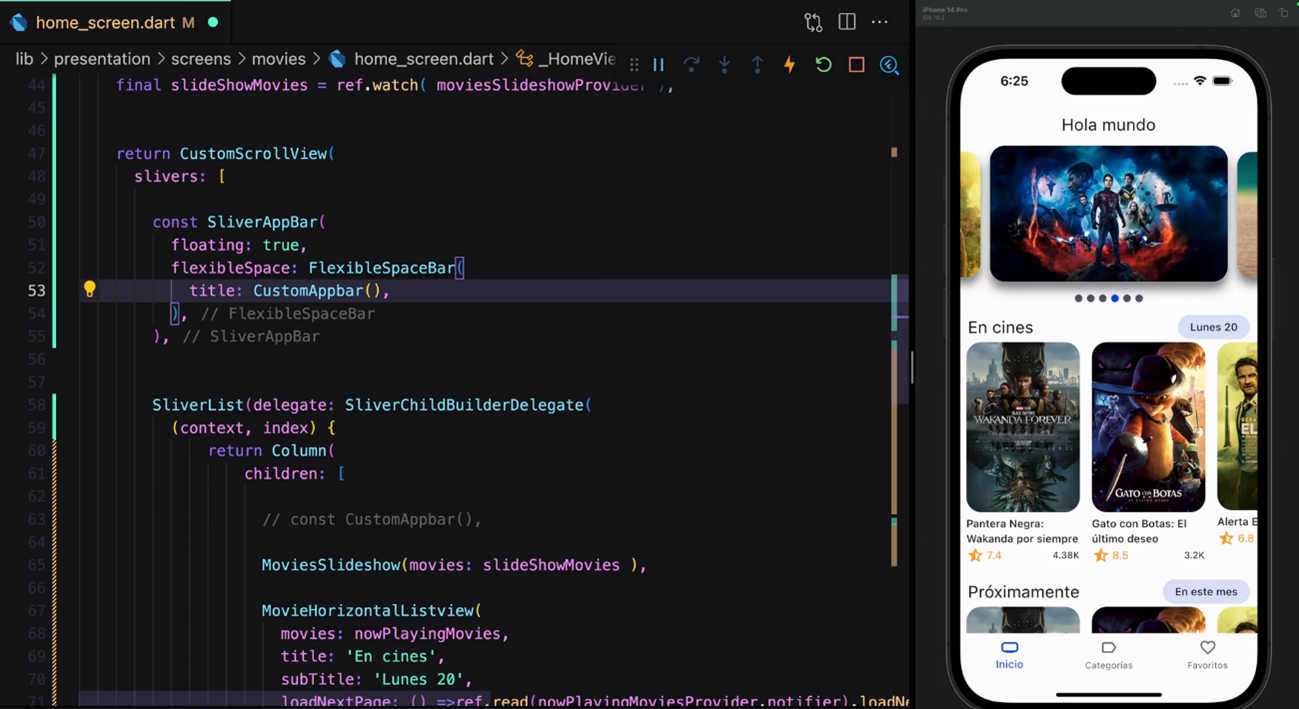 home_screen.dart M
lib > presentation > screens > movies > home_screen.dart > _HomeVie
44 final slideShowMovies = ref.watch( moviesSlideshowProvider );
45
46
47 return CustomScrollView(
48 slivers: [
49
50 const SliverAppBar(
51 floating: true,
52 flexibleSpace: FlexibleSpaceBar(
53 title: CustomAppbar(),
54 ), // FlexibleSpaceBar
55 ), // SliverAppBar
56
57
58 SliverList(delegate: SliverChildBuilderDelegate(
59 (context, index) {
60 return Column(
61 children: [
62
63 // const CustomAppbar(),
64
65 MoviesSlideshow(movies: slideShowMovies ),
66
67 MovieHorizontalListview(
68 movies: nowPlayingMovies,
69 title: 'En cines',
70 subTitle: 'Lunes 20',
71 loadNextPage: () =>ref.read(nowPlayingMoviesProvider.notifier).loadNe
iPhone 14 Pro
6:25
Hola mundo
En cines
Lunes 20
WAKANDA FOREVER
GATO CON BOTAS
EL
Pantera Negra: Wakanda por siempre
7.4 4.38K
Gato con Botas: El último deseo
8.5 3.2K
Alerta E
6.8
Próximamente
En este mes
Inicio
Categorías
Favoritos